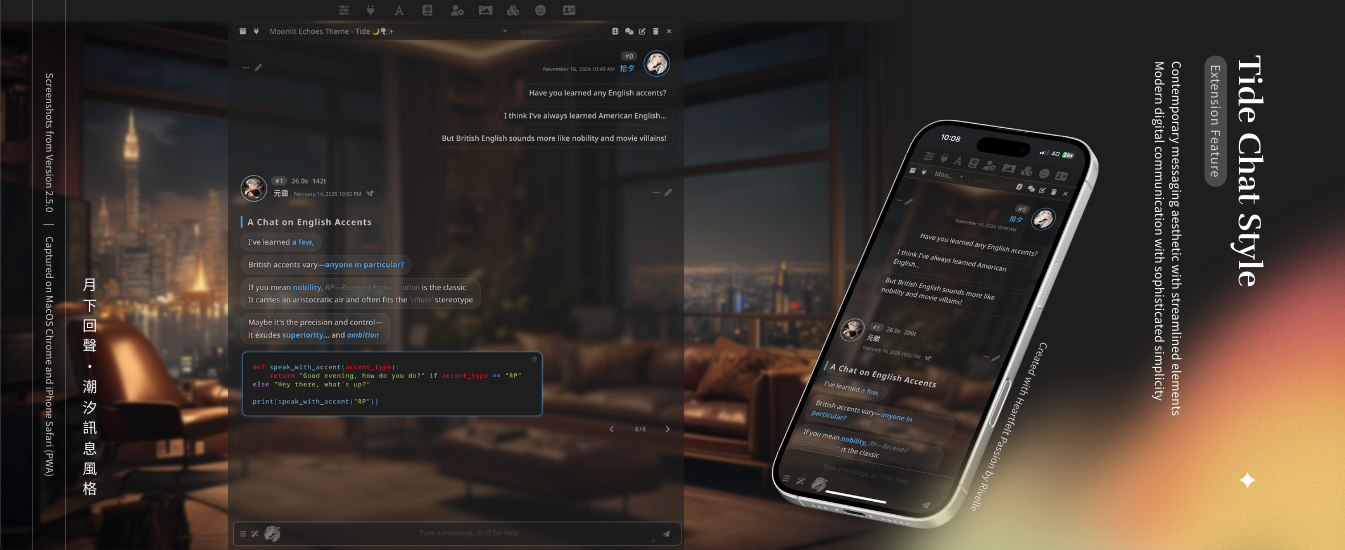 Screenshots from Version 2.5.0 | Captured on MacOS Chrome and iPhone Safari (PWA)
月下回聲・潮汐訊息風格
Moonlit Echoes Theme - Tide
#0
November 16, 2024 10:49 AM 拾夕
Have you learned any English accents?
I think I've always learned American English...
But British English sounds more like nobility and movie villains!
#1 26.0s 142t
元徹 February 14, 2025 10:02 PM
A Chat on English Accents
I've learned a few,
British accents vary—anyone in particular?
If you mean nobility, RP—Received Pronunciation is the classic
It carries an aristocratic air and often fits the 'villain' stereotype
Maybe it's the precision and control—
it exudes superiority... and ambition
def speak_with_accent(accent_type):
return "Good evening, how do you do?" if accent_type == "RP"
else "Hey there, what's up?"
print(speak_with_accent("RP"))
6/6
Type a message, or /? for help
10:08
4G
Mon...
#0
November 16, 2024 10:49 AM
拾夕
Have you learned any English accents?
I think I've always learned American
English...
But British English sounds more like
nobility and movie villains!
#1 26.0s 200t
元徹
February 14, 2025 10:02 PM
A Chat on English Accents
I've learned a few,
British accents vary—anyone in
particular?
If you mean nobility, RP—Received
is the classic
Type a message, or /? for help
Created with Heartfelt Passion by Rivelle
Tide Chat Style
Extension Feature
Contemporary messaging aesthetic with streamlined elements
Modern digital communication with sophisticated simplicity